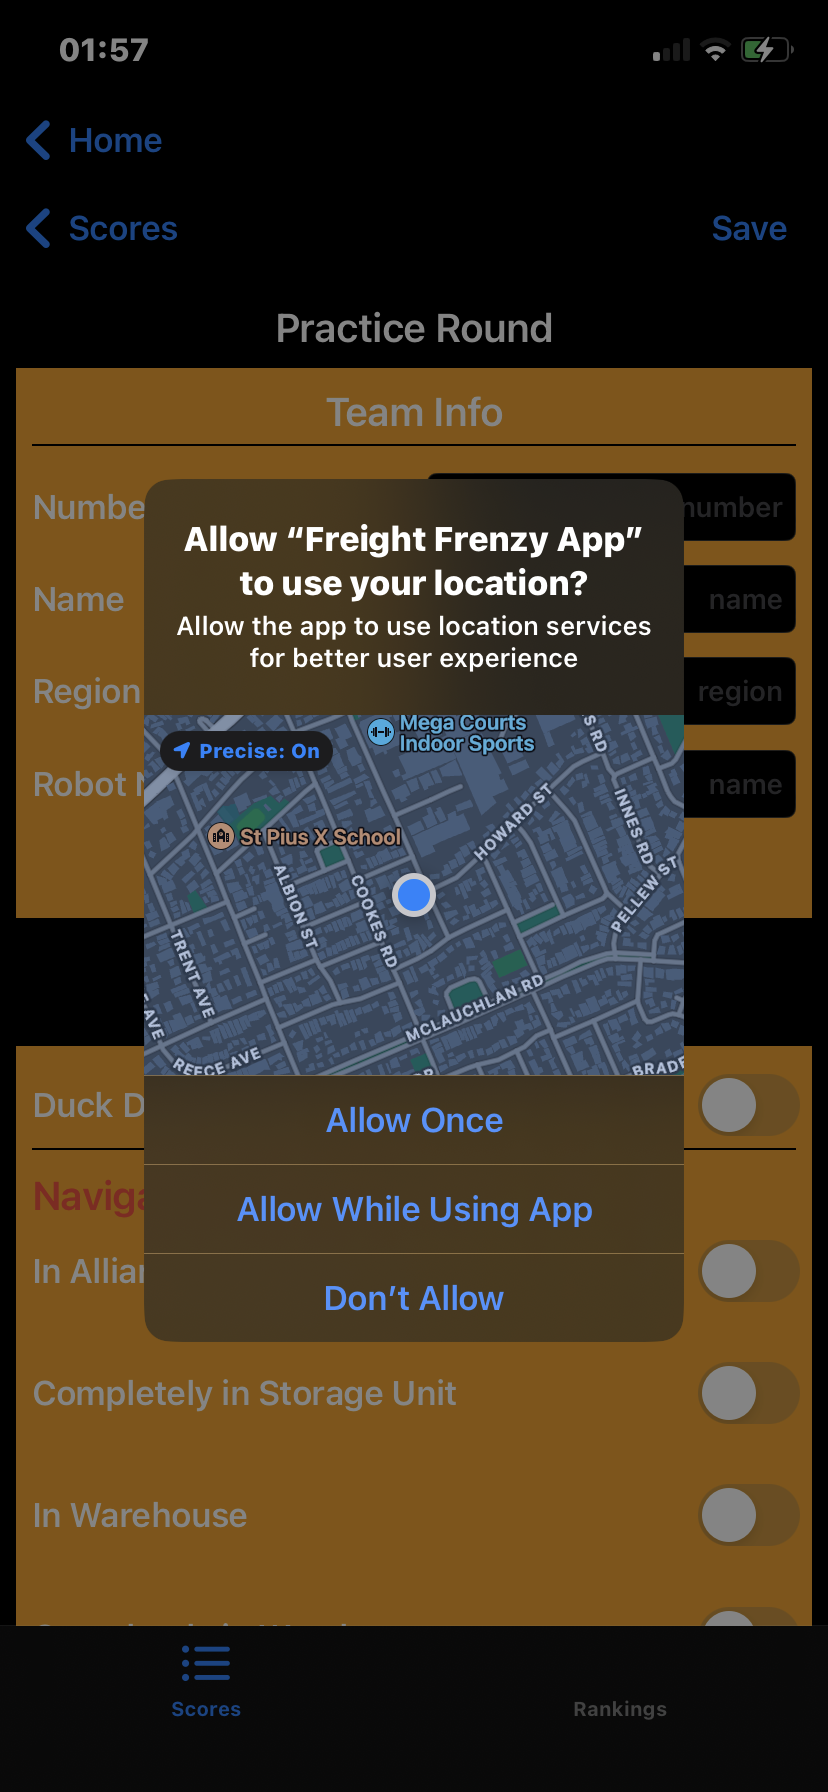 01:57
Home
Scores
Save
Practice Round
Team Info
Numbe
number
Name
name
Region
region
Robot N
name
Allow “Freight Frenzy App”
to use your location?
Allow the app to use location services
for better user experience
Precise: On
Mega Courts
Indoor Sports
St Pius X School
S RD
HOWARD ST
INNES RD
PELLEW ST
ALBION ST
COOKES RD
TRENT AVE
AVE
MCLAUCHLAN RD
REECE AVE
BRADF
Allow Once
Allow While Using App
Don’t Allow
Duck D
Naviga
In Allian
Completely in Storage Unit
In Warehouse
Scores
Rankings